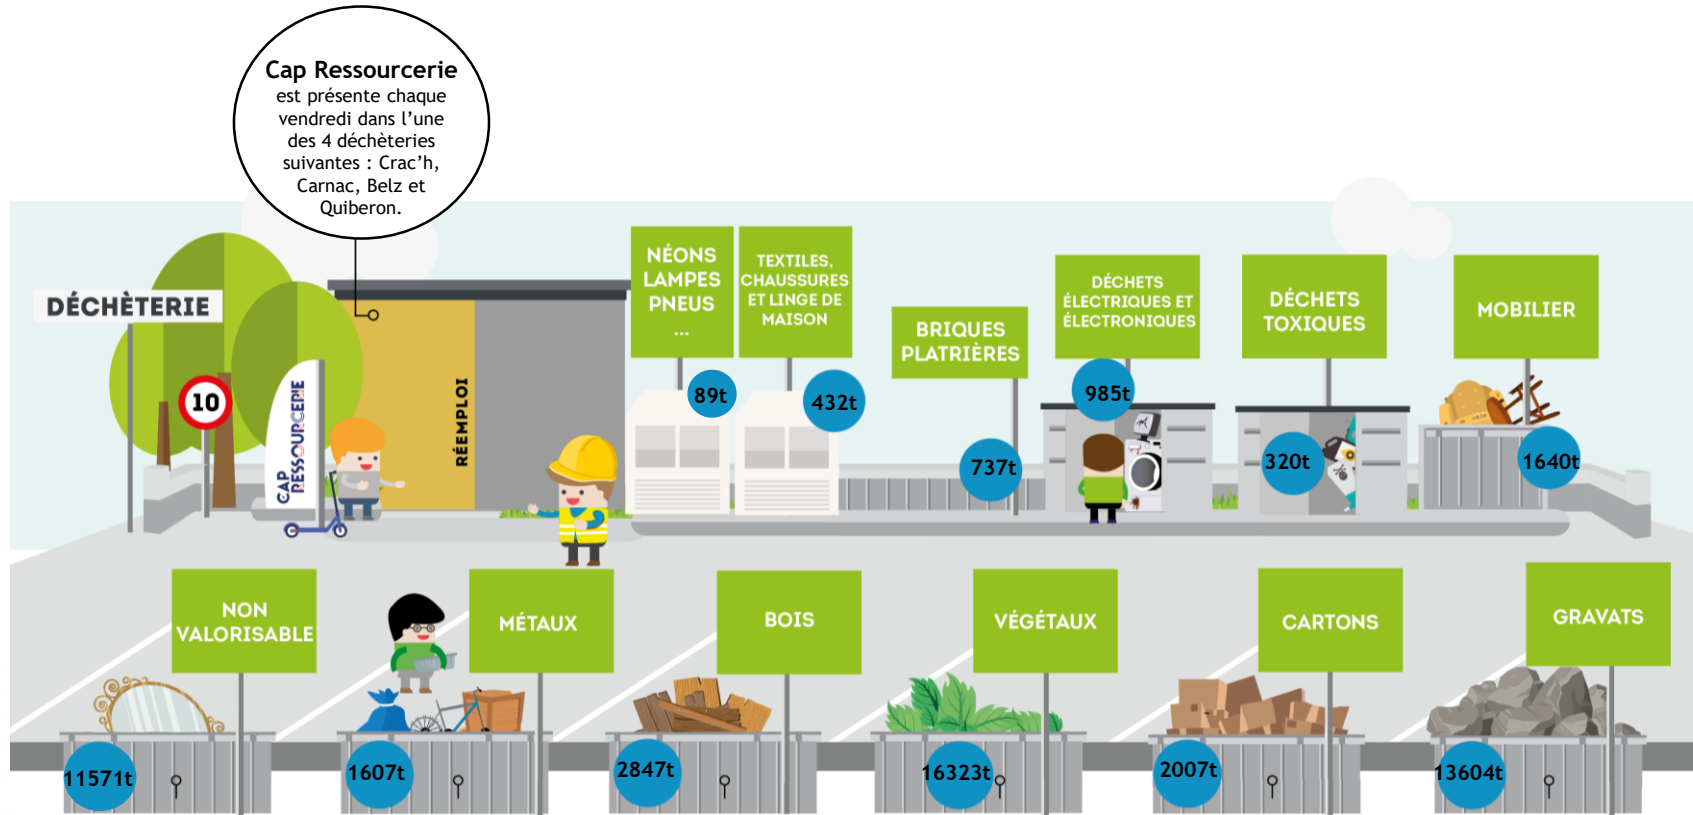 Cap Ressourcerie
est présente chaque
vendredi dans l'une
des 4 déchèteries
suivantes : Crac'h,
Carnac, Belz et
Quiberon.
DÉCHÈTERIE
10
CAP
RESSOURCERIE
RÉEMPLOI
NÉONS
LAMPES
PNEUS
...
89t
TEXTILES,
CHAUSSURES
ET LINGE DE
MAISON
432t
BRIQUES
PLATRIÈRES
737t
DÉCHETS
ÉLECTRIQUES ET
ÉLECTRONIQUES
985t
DÉCHETS
TOXIQUES
320t
MOBILIER
1640t
NON
VALORISABLE
11571t
MÉTAUX
1607t
BOIS
2847t
VÉGÉTAUX
16323t
CARTONS
2007t
GRAVATS
13604t